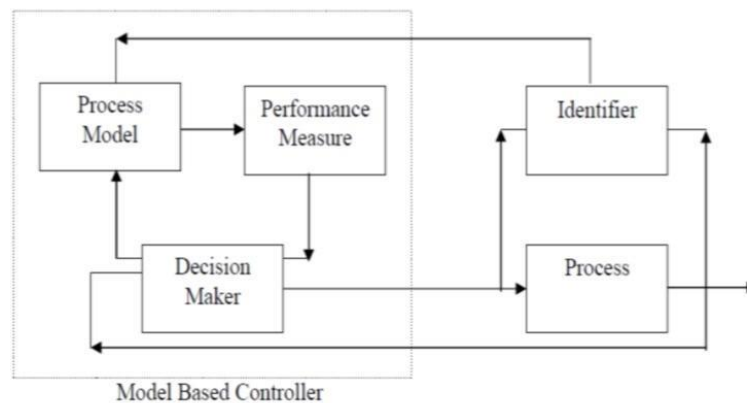 Process
Model
Performance
Measure
Identifier
Decision
Maker
Process
Model Based Controller